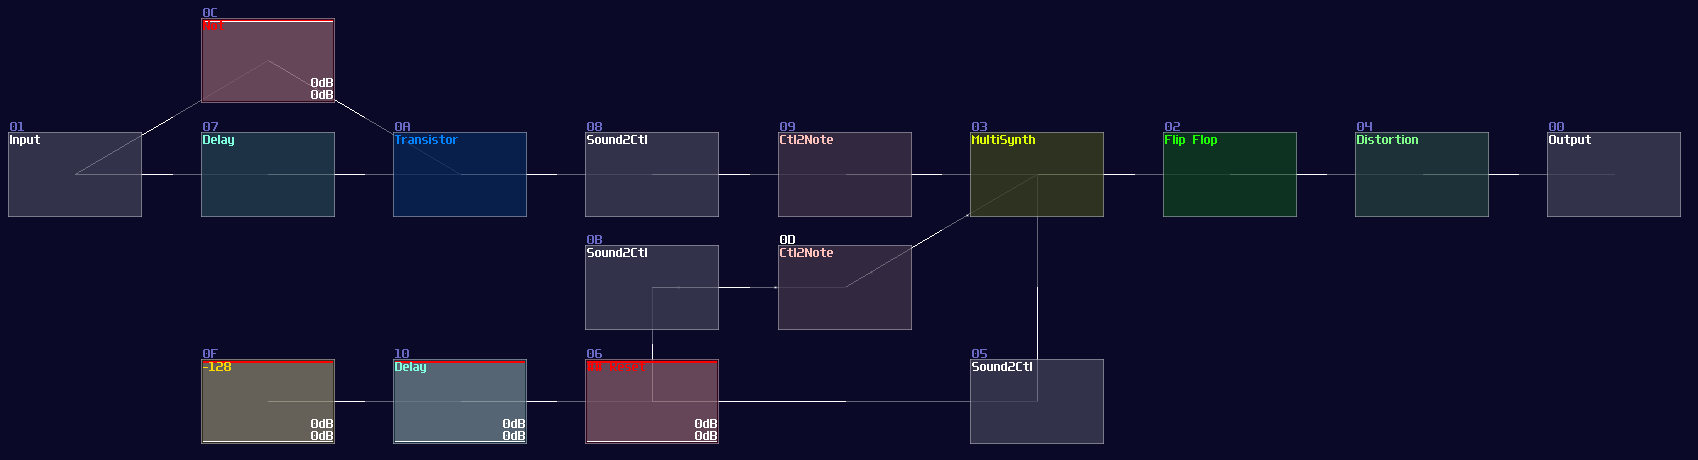 0C
0dB
0dB
01
Input
07
Delay
0A
Transistor
08
Sound2Ctl
09
Ctl2Note
03
MultiSynth
02
Flip Flop
04
Distortion
00
Output
0B
Sound2Ctl
0D
Ctl2Note
0F
-128
0dB
0dB
10
Delay
0dB
0dB
06
Reset
0dB
0dB
05
Sound2Ctl